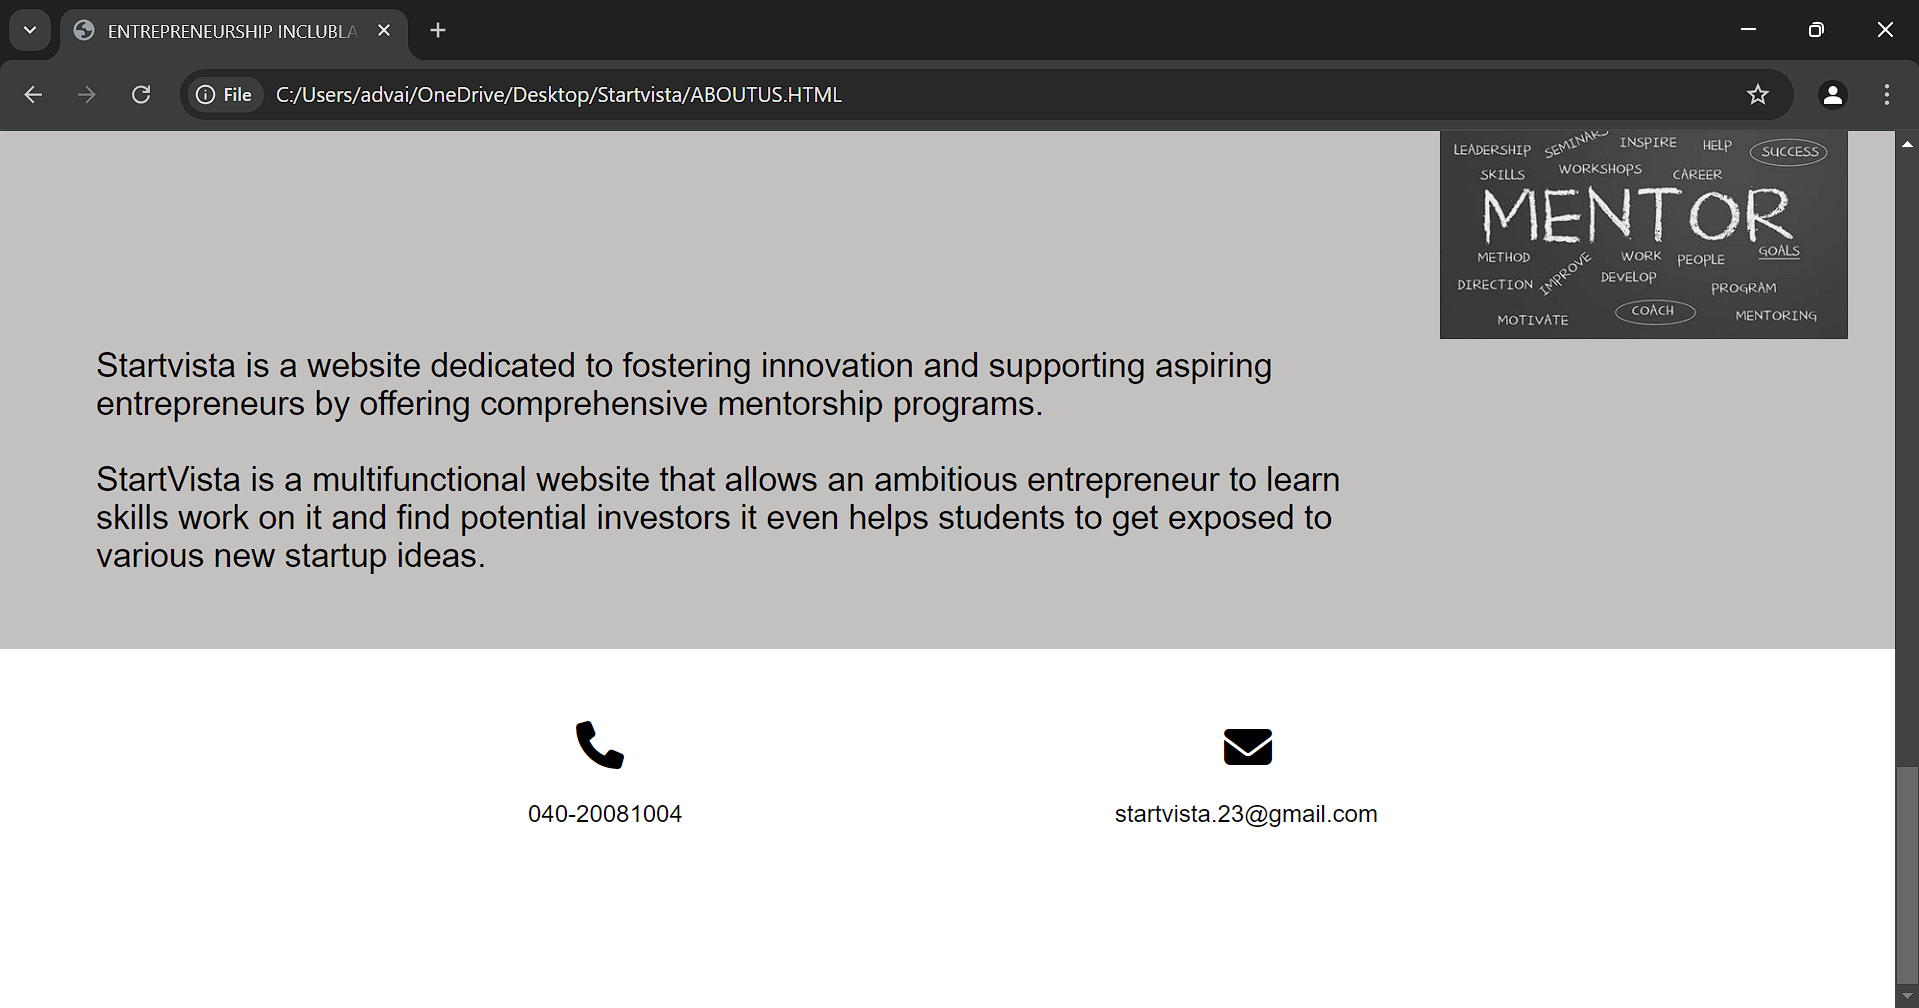 ENTREPRENEURSHIP INCLUBLA
File C:/Users/advai/OneDrive/Desktop/Startvista/ABOUTUS.HTML
LEADERSHIP SEMINARS INSPIRE HELP SUCCESS
SKILLS WORKSHOPS CAREER
MENTOR
METHOD IMPROVE WORK PEOPLE GOALS
DIRECTION DEVELOP PROGRAM
MOTIVATE COACH MENTORING
Startvista is a website dedicated to fostering innovation and supporting aspiring
entrepreneurs by offering comprehensive mentorship programs.
StartVista is a multifunctional website that allows an ambitious entrepreneur to learn
skills work on it and find potential investors it even helps students to get exposed to
various new startup ideas.
040-20081004
startvista.23@gmail.com